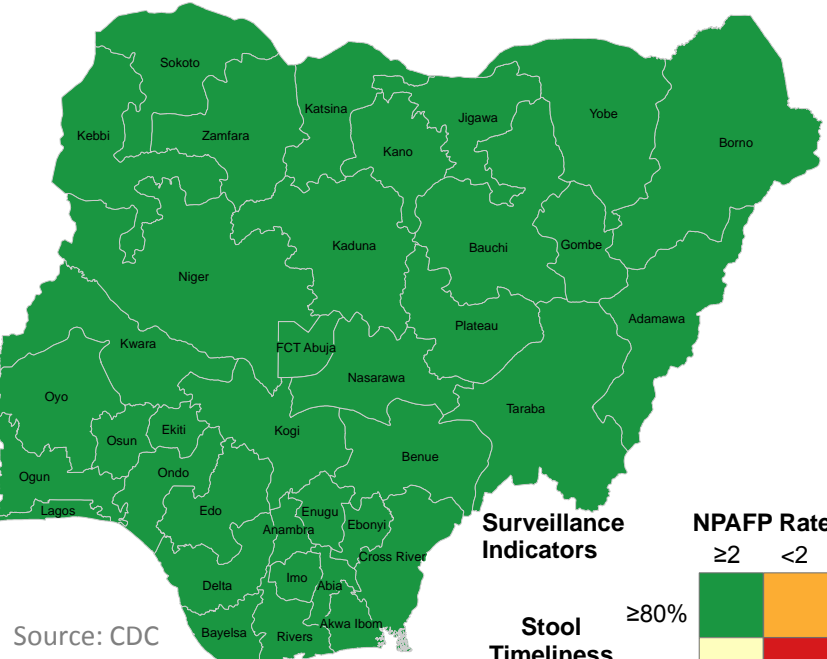 Sokoto
Katsina
Kebbi
Zamfara
Jigawa
Yobe
Kano
Borno
Kaduna
Bauchi
Gombe
Niger
Adamawa
Plateau
Kwara
FCT Abuja
Nasarawa
Oyo
Taraba
Osun
Ekiti
Kogi
Benue
Ogun
Ondo
Lagos
Edo
Enugu
Ebonyi
Anambra
Cross River
Imo
Abia
Delta
Akwa Ibom
Bayelsa
Rivers
Surveillance
Indicators
NPAFP Rate
≥2 <2
Stool
Timeliness
≥80%
Source: CDC